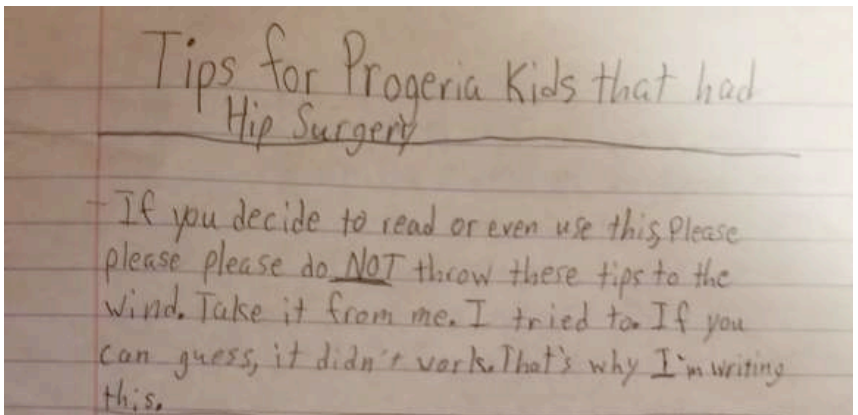 Tips for Progeria Kids that had
Hip Surgery
- If you decide to read or even use this, Please
please please do NOT throw these tips to the
wind. Take it from me. I tried to. If you
can guess, it didn't work. That's why I'm writing
this.